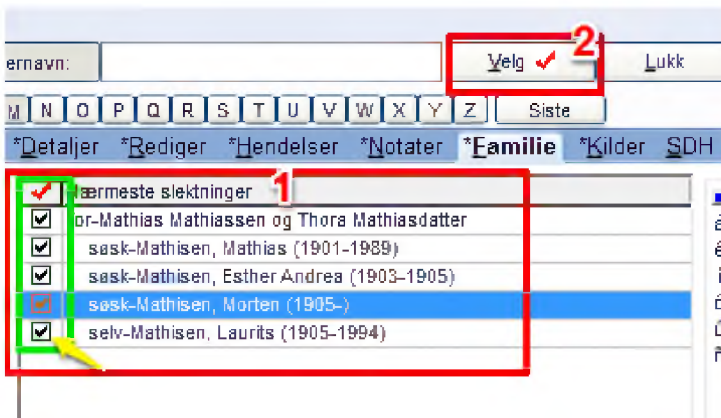 2
ernavn: Velg Lukk
M N O P Q R S T U V W X Y Z Siste
*Detaljer *Rediger *Hendelser *Notater *Familie *Kilder SDH
1
Nærmeste slektninger
or-Mathias Mathiassen og Thora Mathiasdatter
søsk-Mathisen, Mathias (1901-1989)
søsk-Mathisen, Esther Andrea (1903-1905)
søsk-Mathisen, Morten (1905-)
selv-Mathisen, Laurits (1905-1994)